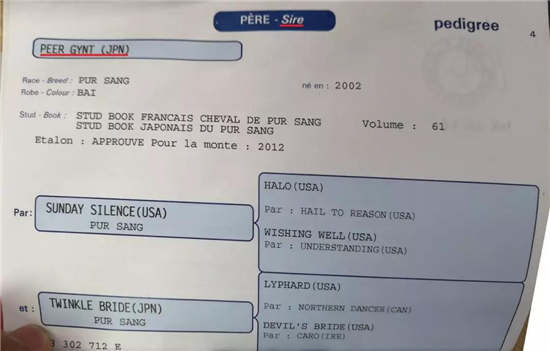 PÈRE - Sire
pedigree
4
PEER GYNT (JPN)
Race - Breed : PUR SANG
né en : 2002
Robe - Colour : BAI
Stud - Book : STUD BOOK FRANCAIS CHEVAL DE PUR SANG
Volume : 61
STUD BOOK JAPONAIS DU PUR SANG
Etalon : APPROUVE Pour la monte : 2012
HALO(USA)
Par : HAIL TO REASON(USA)
Par: SUNDAY SILENCE(USA)
PUR SANG
WISHING WELL(USA)
Par : UNDERSTANDING(USA)
LYPHARD(USA)
Par : NORTHERN DANCER(CAN)
et : TWINKLE BRIDE(JPN)
PUR SANG
DEVIL'S BRIDE(USA)
Par : CARO(IRE)
302 712 E